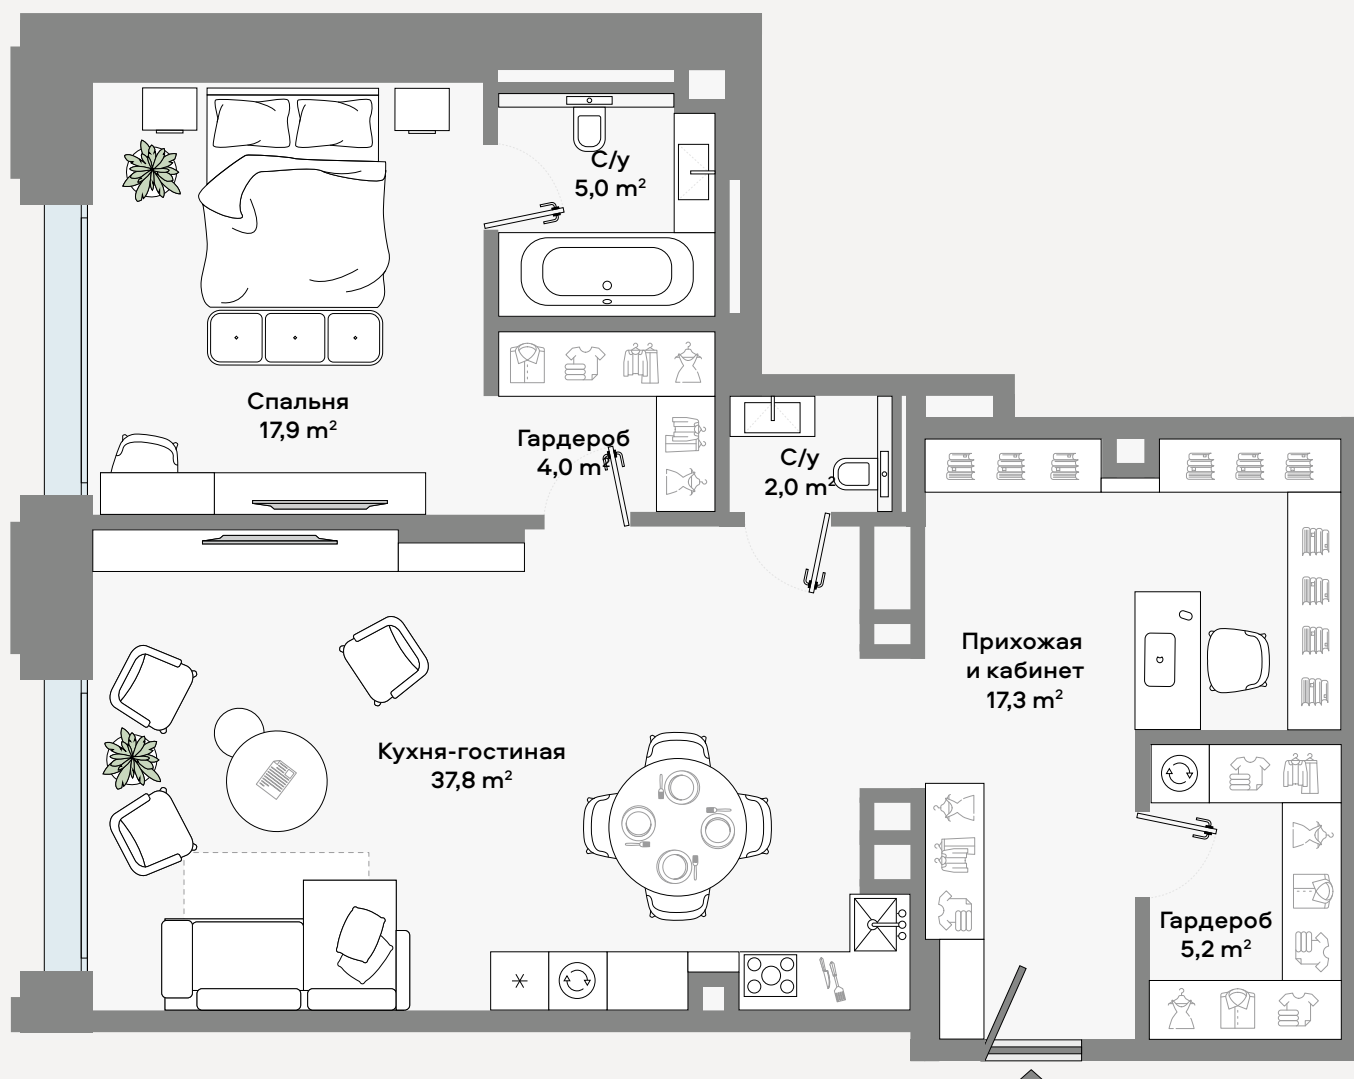 С/у
5,0 m²
Спальня
17,9 m²
Гардероб
4,0 m²
С/у
2,0 m²
Прихожая
и кабинет
17,3 m²
Кухня-гостиная
37,8 m²
Гардероб
5,2 m²